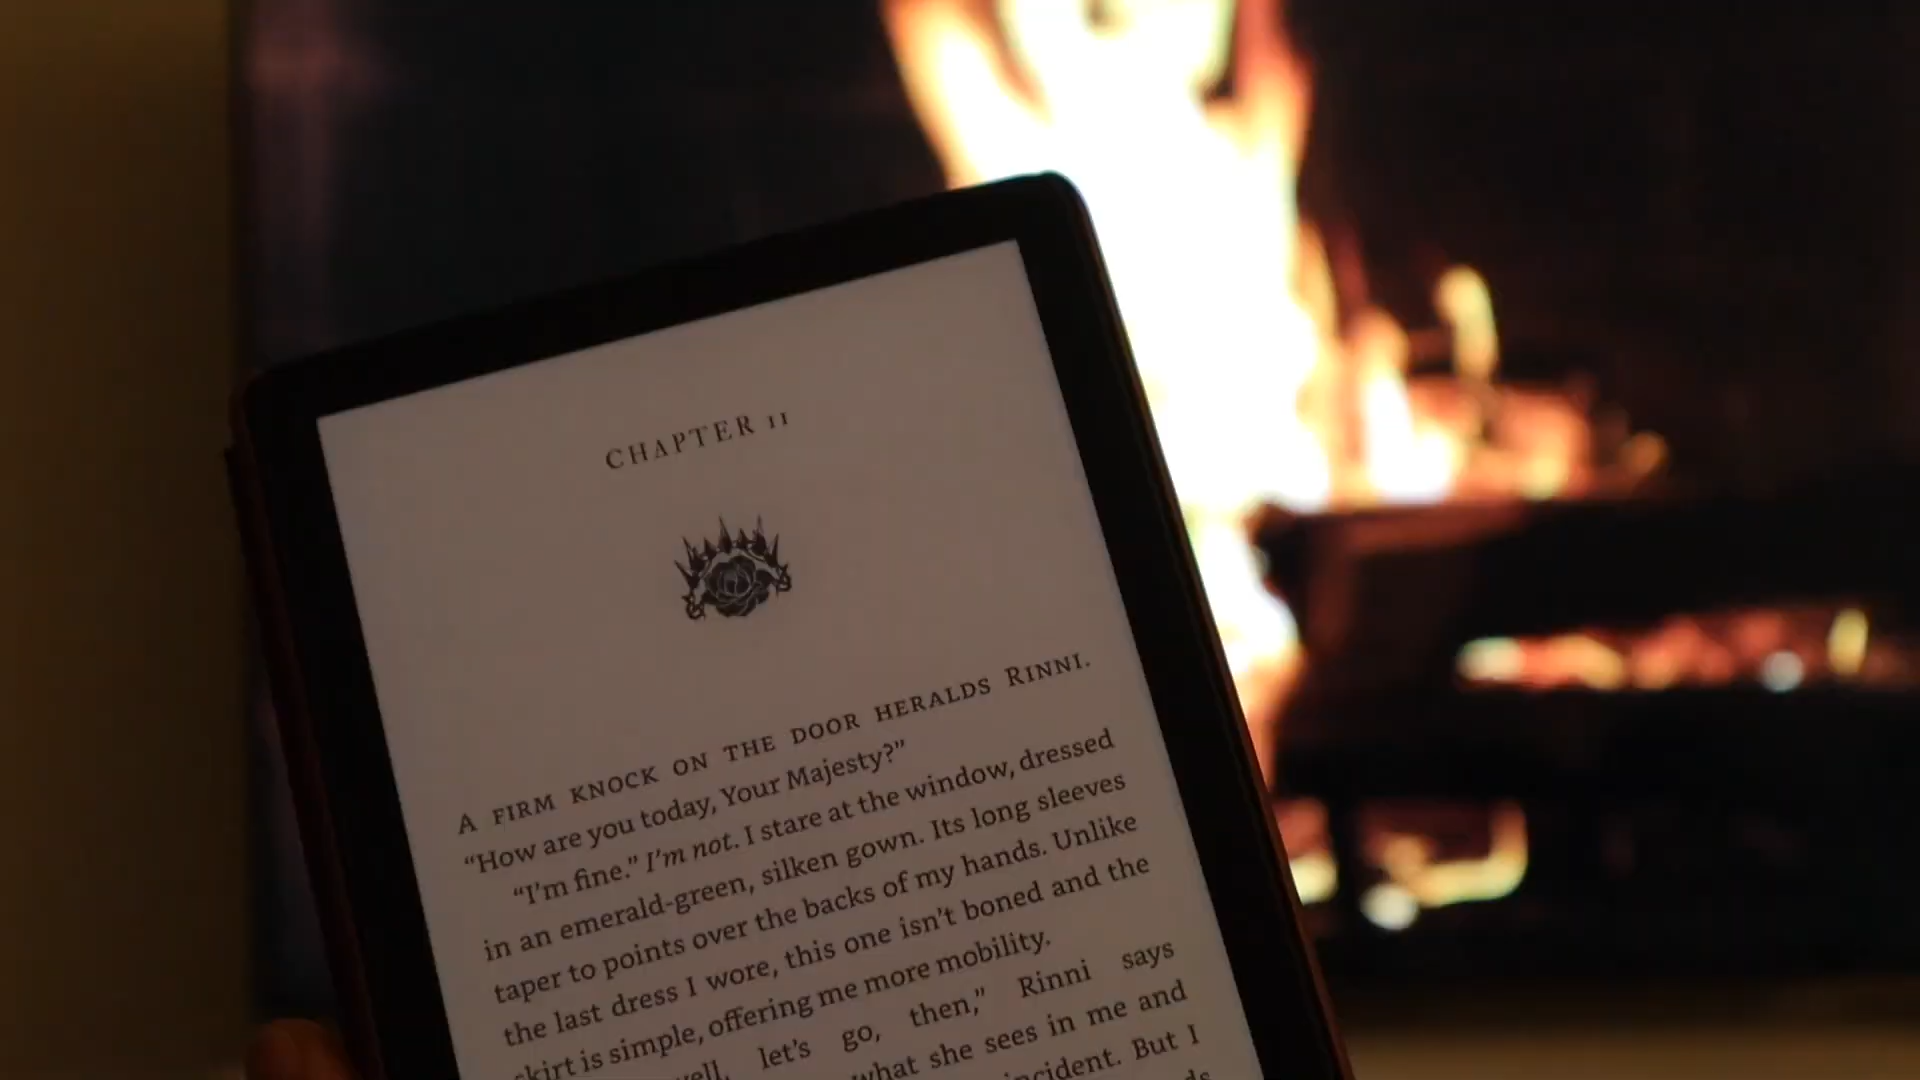 CHAPTER 11
A FIRM KNOCK ON THE DOOR HERALDS RINNI.
“How are you today, Your Majesty?”
“I’m fine.” I’m not. I stare at the window, dressed
in an emerald-green, silken gown. Its long sleeves
taper to points over the backs of my hands. Unlike
the last dress I wore, this one isn’t boned and the
skirt is simple, offering me more mobility.
let’s go, then,” Rinni says
what she sees in me and
But I